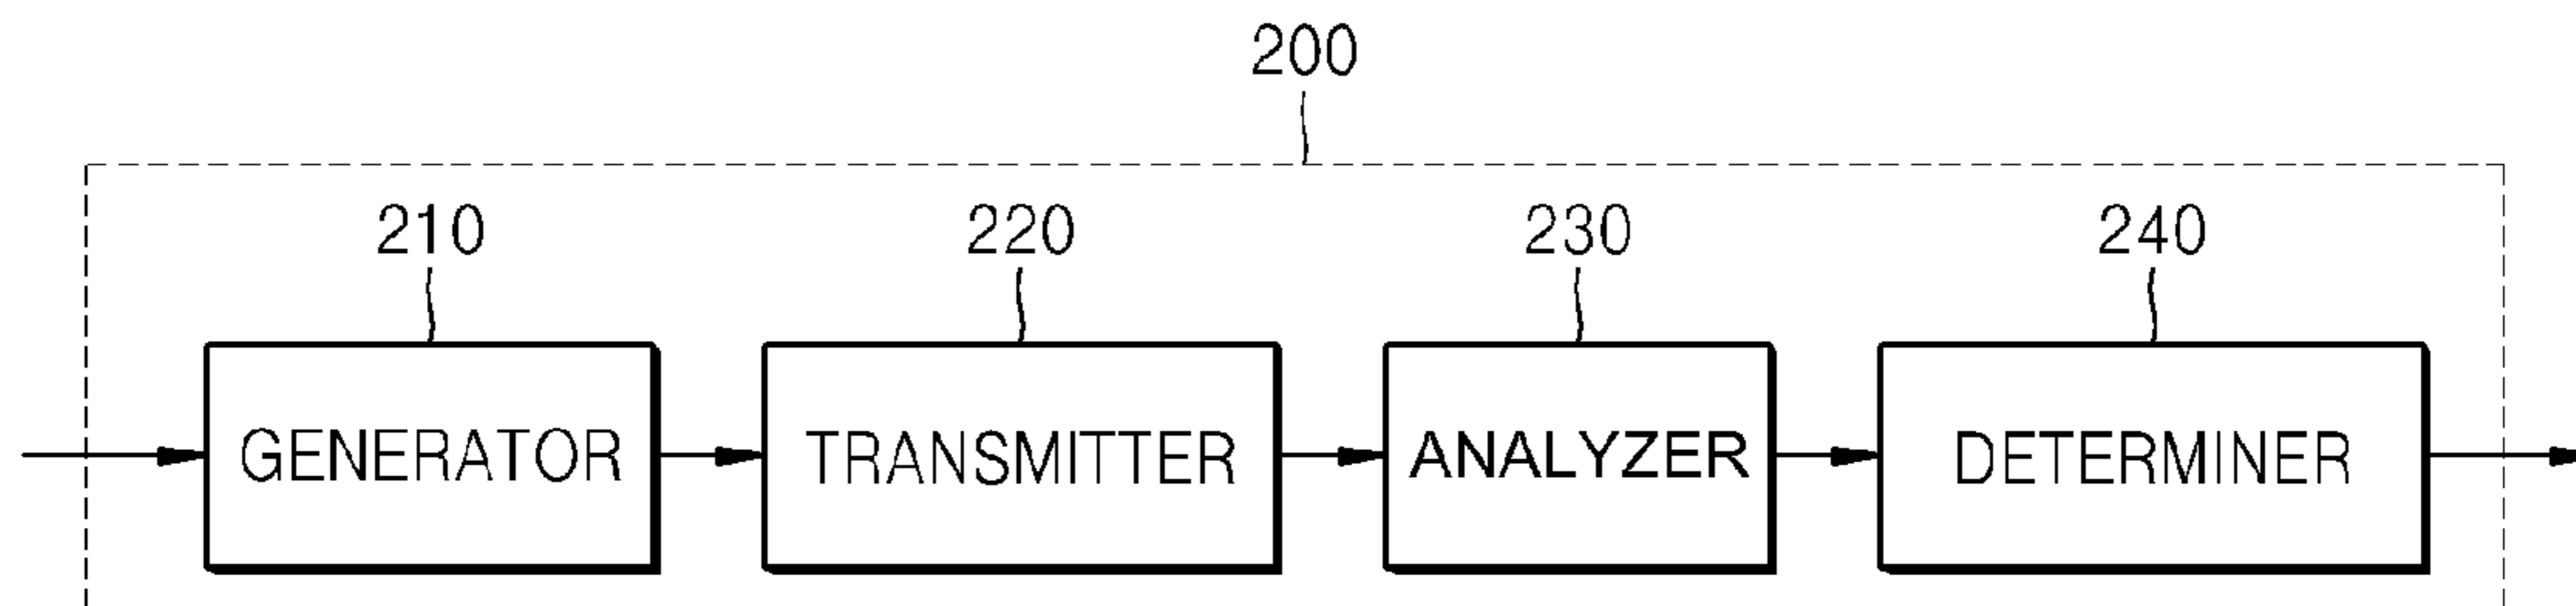 200
210 220 230 240
GENERATOR TRANSMITTER ANALYZER DETERMINER